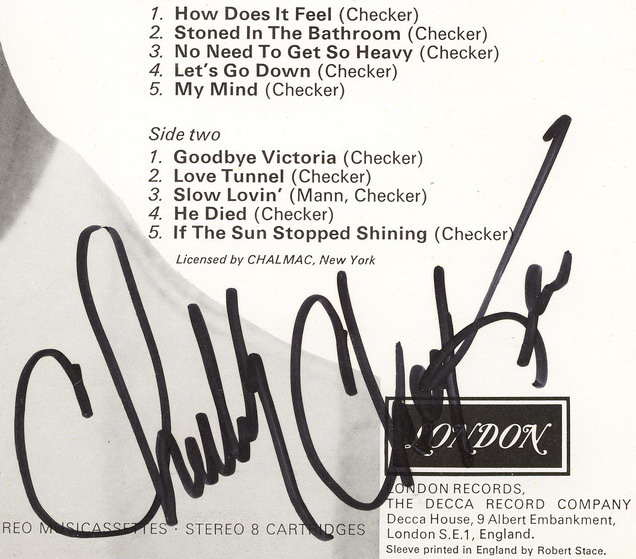 1. How Does It Feel (Checker)
2. Stoned In The Bathroom (Checker)
3. No Need To Get So Heavy (Checker)
4. Let's Go Down (Checker)
5. My Mind (Checker)
Side two
1. Goodbye Victoria (Checker)
2. Love Tunnel (Checker)
3. Slow Lovin' (Mann, Checker)
4. He Died (Checker)
5. If The Sun Stopped Shining (Checker)
Licensed by CHALMAC, New York
Chubby Checker
LONDON
LONDON RECORDS,
THE DECCA RECORD COMPANY
Decca House, 9 Albert Embankment,
London S.E.1, England.
Sleeve printed in England by Robert Stace.
REO MUSICASSETTES · STEREO 8 CARTRIDGES